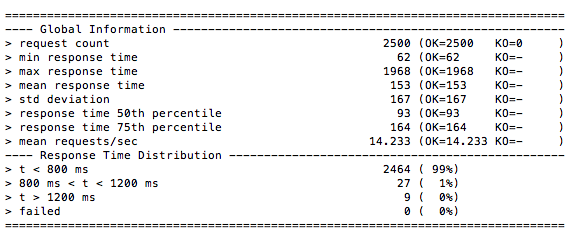 ================================================================================
---- Global Information --------------------------------------------------------
> request count                                       2500 (OK=2500   KO=0     )
> min response time                                     62 (OK=62     KO=-     )
> max response time                                   1968 (OK=1968   KO=-     )
> mean response time                                   153 (OK=153    KO=-     )
> std deviation                                        167 (OK=167    KO=-     )
> response time 50th percentile                         93 (OK=93     KO=-     )
> response time 75th percentile                        164 (OK=164    KO=-     )
> mean requests/sec                                 14.233 (OK=14.233 KO=-     )
---- Response Time Distribution ------------------------------------------------
> t < 800 ms                                          2464 ( 99%)
> 800 ms < t < 1200 ms                                  27 (  1%)
> t > 1200 ms                                            9 (  0%)
> failed                                                 0 (  0%)
================================================================================